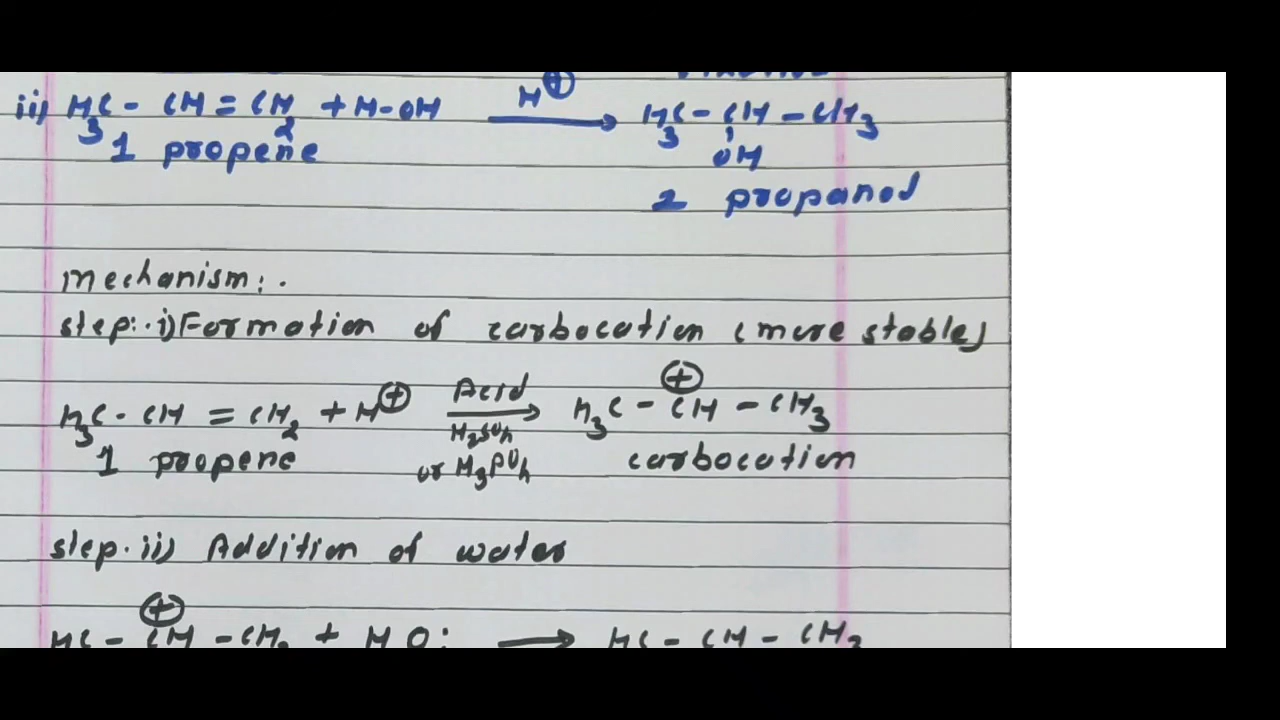 ii) H3C - CH = CH2 + H-OH H⊕ → H3C - CH - CH3
OH
1 propene
2 propanol
mechanism:.
step:.i) Formation of carbocation (more stable)
H3C - CH = CH2 + H⊕ Acid → H3C - CH - CH3
⊕
H2SO4
1 propene or H3PO4 carbocation
step.ii) Addition of water
⊕